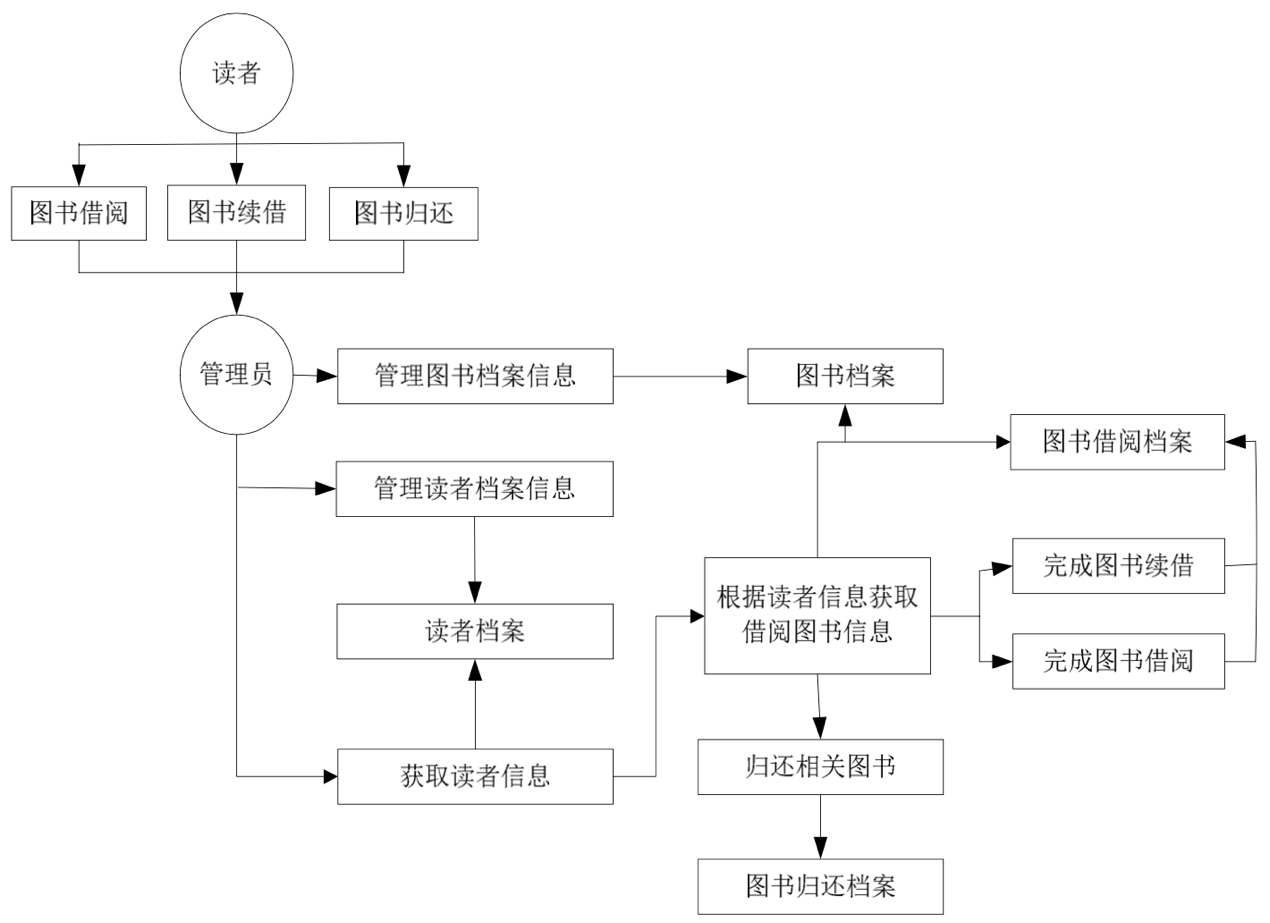 读者
图书借阅
图书续借
图书归还
管理员
管理图书档案信息
图书档案
图书借阅档案
管理读者档案信息
完成图书续借
根据读者信息获取
借阅图书信息
读者档案
完成图书借阅
获取读者信息
归还相关图书
图书归还档案